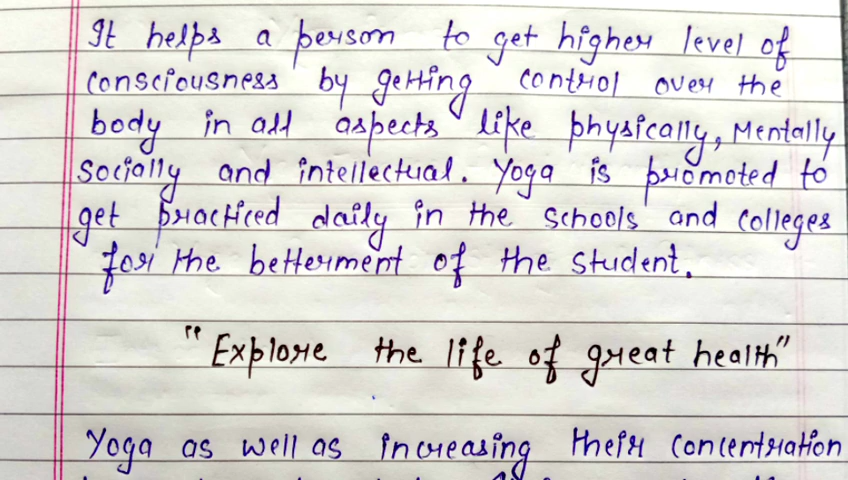 It helps a person to get higher level of
consciousness by getting control over the
body in all aspects like physically, Mentally
Socially and intellectual. Yoga is promoted to
get practiced daily in the schools and colleges
for the betterment of the student.
"Explore the life of great health"
Yoga as well as increasing their concentration